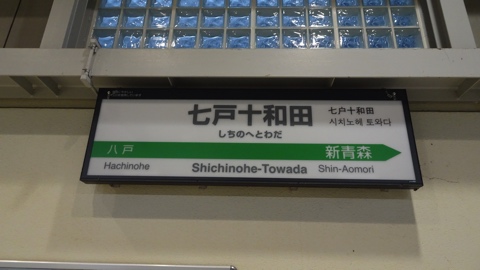 七戸十和田
七户十和田
시치노헤 토와다
しちのへとわだ
八戸
新青森
Hachinohe
Shichinohe-Towada
Shin-Aomori